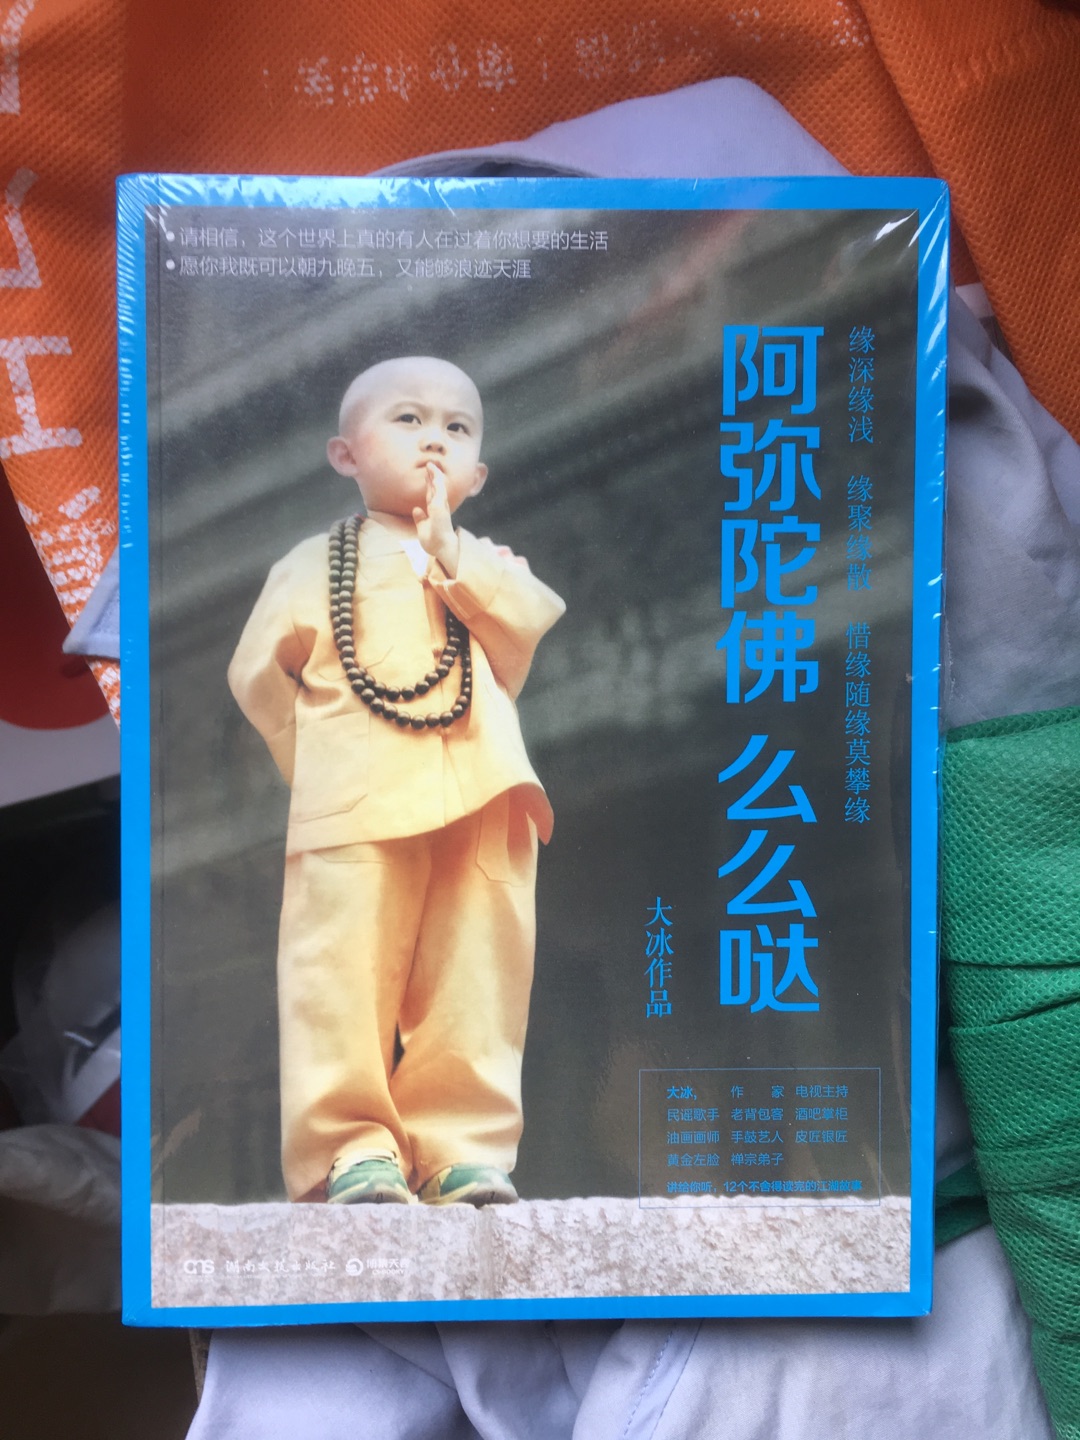 请相信，这个世界上真的有人在过着你想要的生活
愿你我既可以朝九晚五，又能够浪迹天涯
缘深缘浅 缘聚缘散 惜缘随缘莫攀缘
阿弥陀佛 么么哒
大冰作品
大冰， 作 家 电视主持
民谣歌手 老背包客 酒吧掌柜
油画画师 手鼓艺人 皮匠银匠
黄金左脸 禅宗弟子
讲给你听，12个不舍得读完的江湖故事
湖南文艺出版社
博集天卷